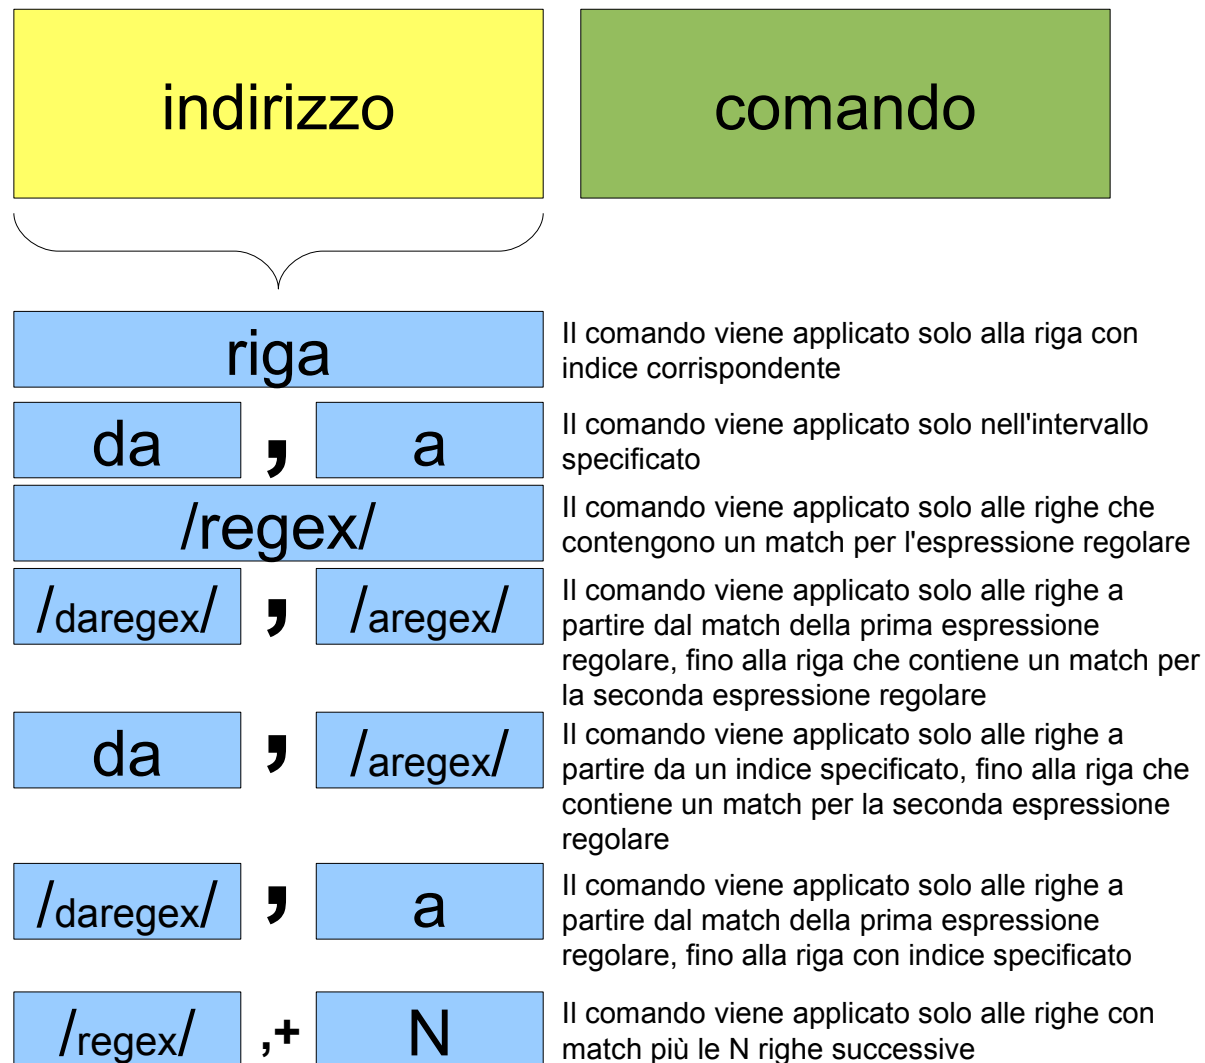 indirizzo
comando
riga
Il comando viene applicato solo alla riga con
indice corrispondente
da , a
Il comando viene applicato solo nell'intervallo
specificato
/regex/
Il comando viene applicato solo alle righe che
contengono un match per l'espressione regolare
/daregex/ , /aregex/
Il comando viene applicato solo alle righe a
partire dal match della prima espressione
regolare, fino alla riga che contiene un match per
la seconda espressione regolare
da , /aregex/
Il comando viene applicato solo alle righe a
partire da un indice specificato, fino alla riga che
contiene un match per la seconda espressione
regolare
/daregex/ , a
Il comando viene applicato solo alle righe a
partire dal match della prima espressione
regolare, fino alla riga con indice specificato
/regex/ ,+ N
Il comando viene applicato solo alle righe con
match più le N righe successive